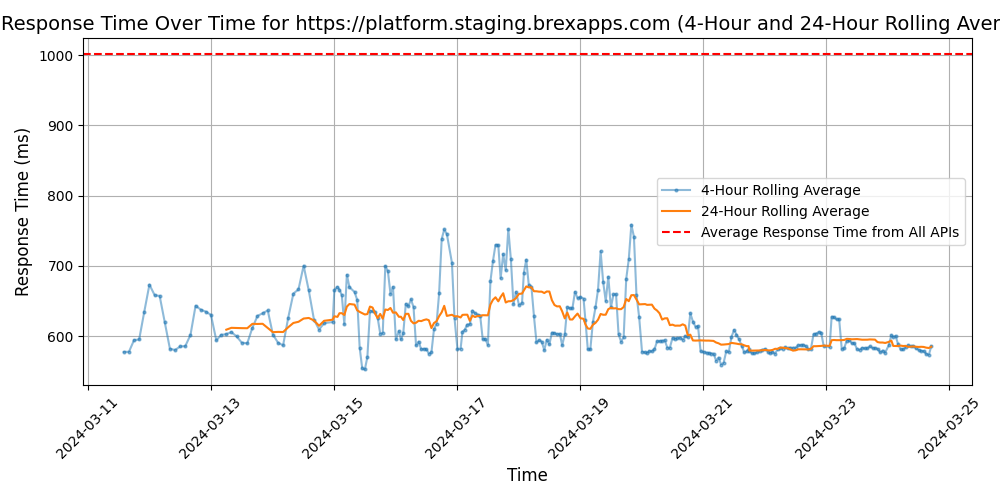 Response Time Over Time for https://platform.staging.brexapps.com (4-Hour and 24-Hour Rolling Aver
1000
900
800
700
600
Response Time (ms)
4-Hour Rolling Average
24-Hour Rolling Average
Average Response Time from All APIs
2024-03-11
2024-03-13
2024-03-15
2024-03-17
2024-03-19
2024-03-21
2024-03-23
2024-03-25
Time